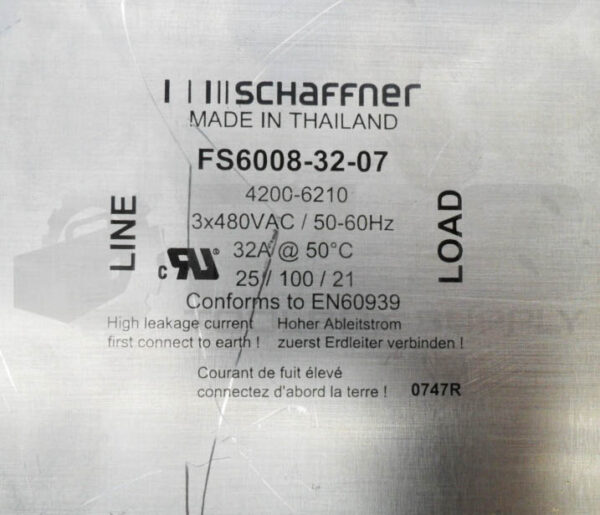 SCHAFFNER
MADE IN THAILAND
FS6008-32-07
4200-6210
3x480VAC / 50-60Hz
32A @ 50°C
25 / 100 / 21
Conforms to EN60939
LINE
LOAD
c RU ®
High leakage current
first connect to earth !
Hoher Ableitstrom
zuerst Erdleiter verbinden !
Courant de fuit élevé
connectez d'abord la terre !
0747R
SUPPLY